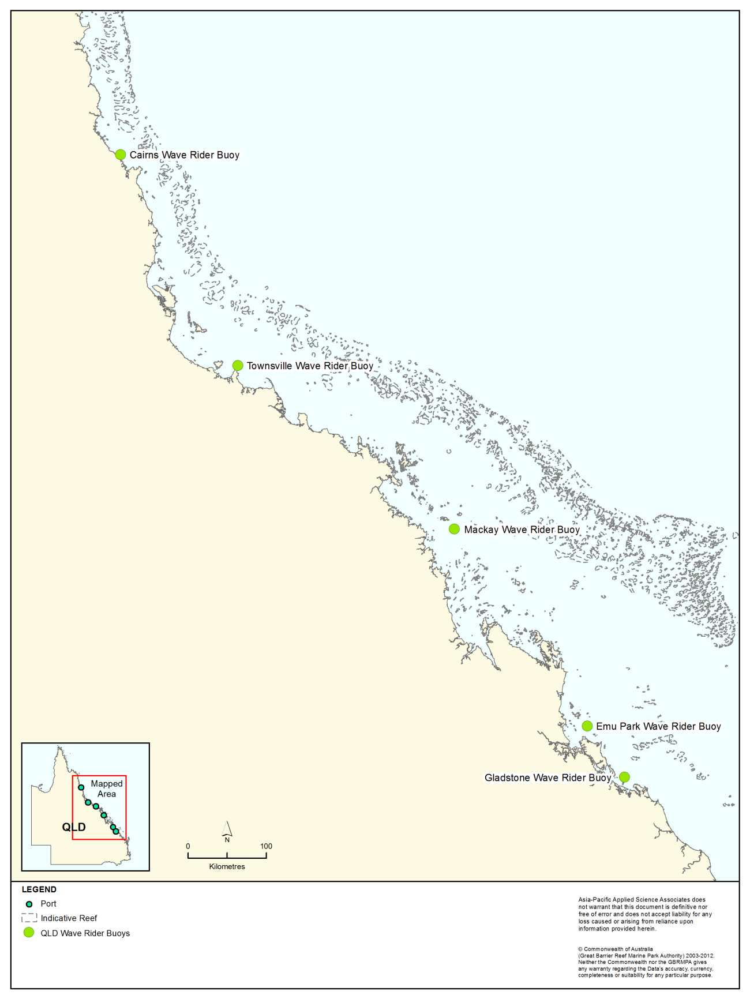 Cairns Wave Rider Buoy
Townsville Wave Rider Buoy
Mackay Wave Rider Buoy
Emu Park Wave Rider Buoy
Gladstone Wave Rider Buoy
Mapped
Area
QLD
N
0 100
Kilometres
LEGEND
Port
Indicative Reef
QLD Wave Rider Buoys
Asia-Pacific Applied Science Associates does
not warrant that this document is definitive nor
free of error and does not accept liability for any
loss caused or arising from reliance upon
information provided herein.
© Commonwealth of Australia
(Great Barrier Reef Marine Park Authority) 2003-2012.
Neither the Commonwealth nor the GBRMPA gives
any warranty regarding the Data's accuracy, currency,
completeness or suitability for any particular purpose.